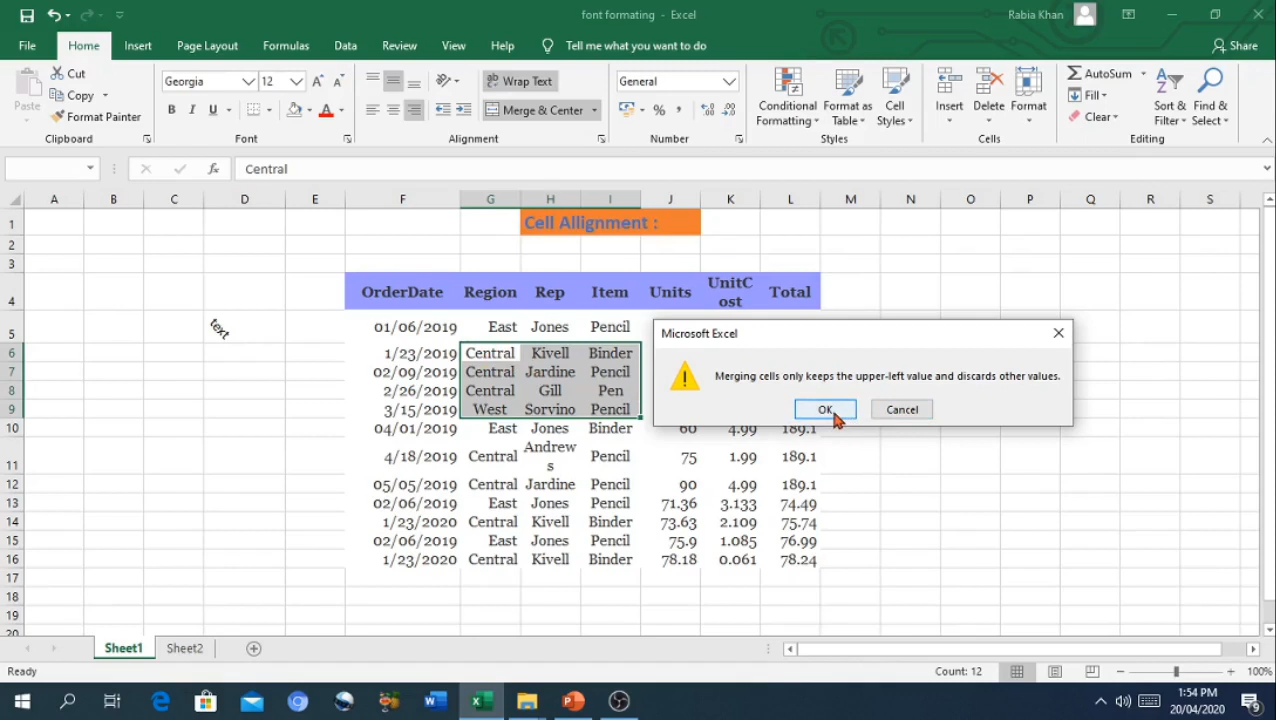 font formating - Excel
Rabia Khan
File Home Insert Page Layout Formulas Data Review View Help Tell me what you want to do Share
Paste
Cut
Copy
Format Painter
Clipboard
Georgia 12
B I U
Font
Wrap Text
Merge & Center
Alignment
General
% ,
Number
Conditional Formatting
Format as Table
Cell Styles
Styles
Insert Delete Format
Cells
AutoSum
Fill
Clear
Sort & Filter
Find & Select
Editing
fx Central
A B C D E F G H I J K L M N O P Q R S
1 Cell Allignment :
2
3
4 OrderDate Region Rep Item Units UnitCost Total
5 text 01/06/2019 East Jones Pencil
6 1/23/2019 Central Kivell Binder
7 02/09/2019 Central Jardine Pencil
8 2/26/2019 Central Gill Pen
9 3/15/2019 West Sorvino Pencil
10 04/01/2019 East Jones Binder 60 4.99 189.1
11 4/18/2019 Central Andrews Pencil 75 1.99 189.1
12 05/05/2019 Central Jardine Pencil 90 4.99 189.1
13 02/06/2019 East Jones Pencil 71.36 3.133 74.49
14 1/23/2020 Central Kivell Binder 73.63 2.109 75.74
15 02/06/2019 East Jones Pencil 75.9 1.085 76.99
16 1/23/2020 Central Kivell Binder 78.18 0.061 78.24
17
18
19
20
Microsoft Excel
Merging cells only keeps the upper-left value and discards other values.
OK Cancel
Sheet1 Sheet2
Ready Count: 12 100%
1:54 PM
20/04/2020
9